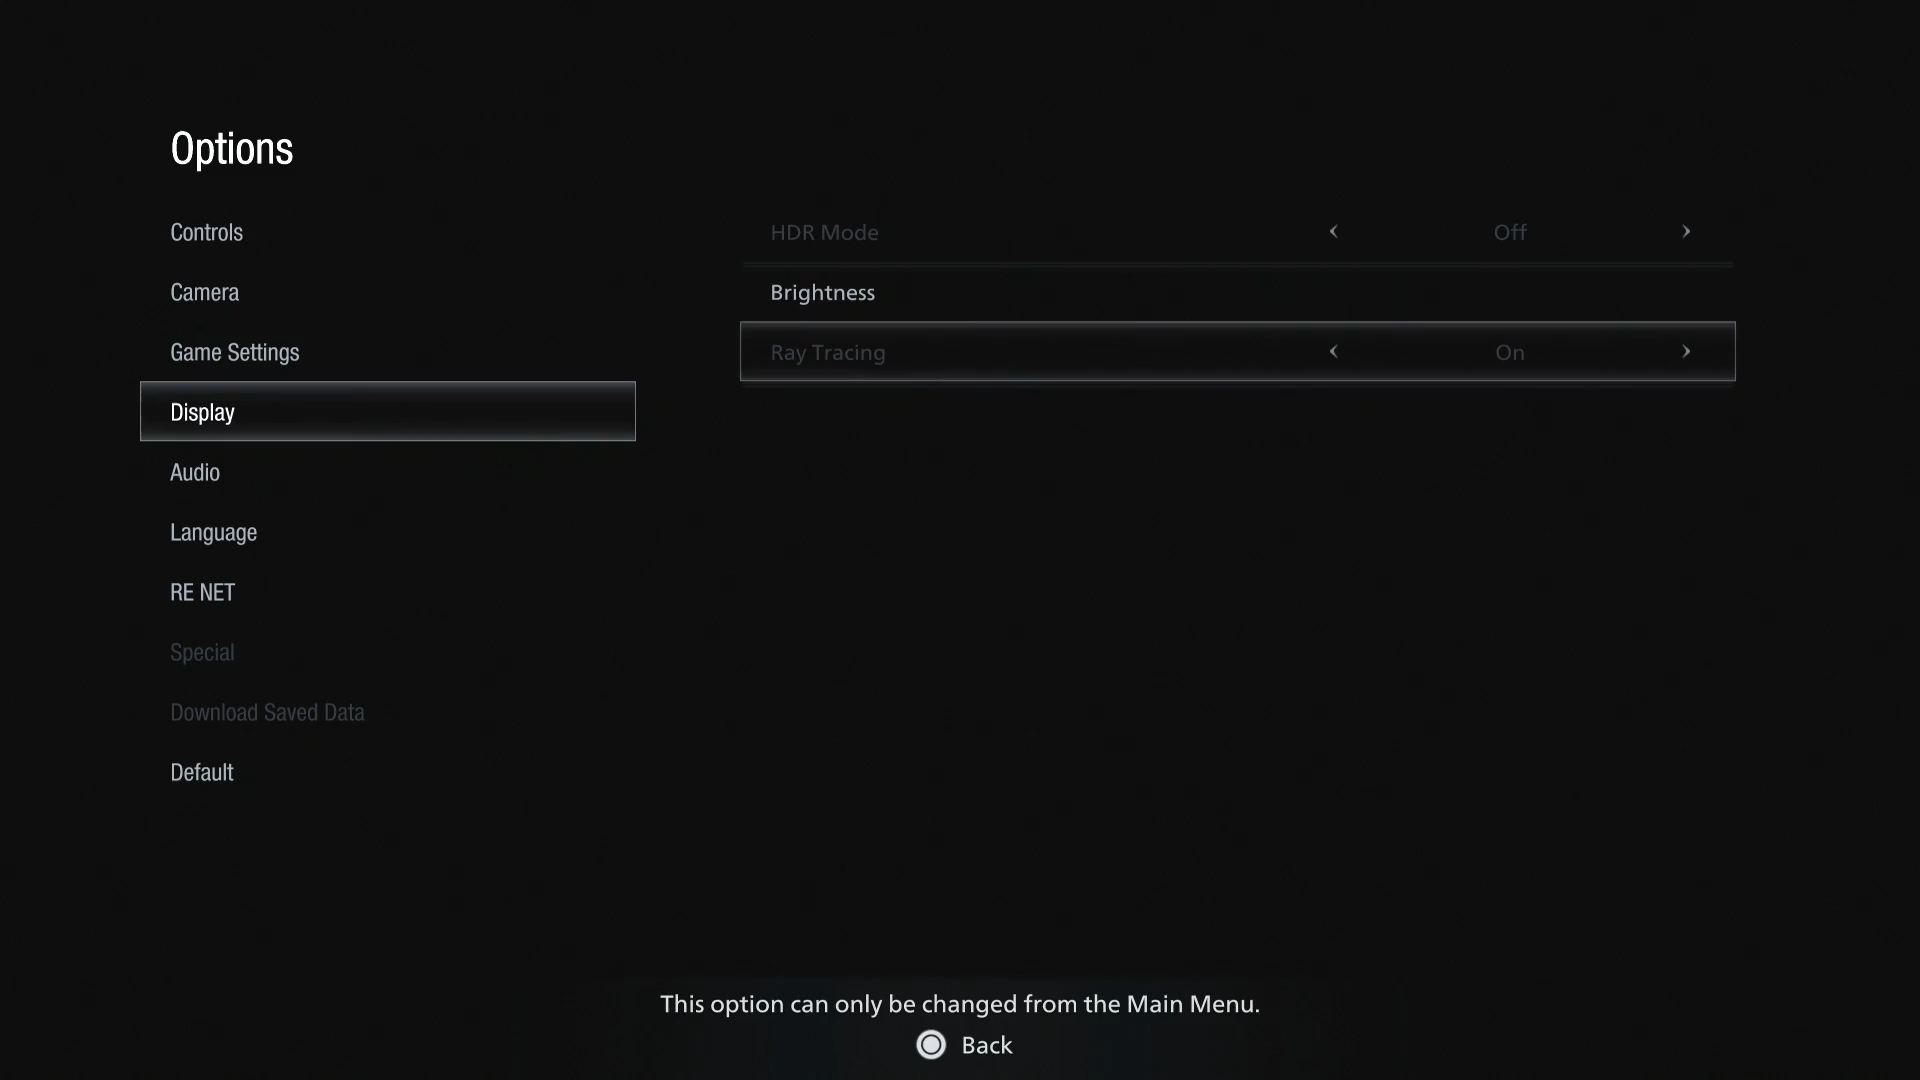 Options
Controls
Camera
Game Settings
Display
Audio
Language
RE NET
Special
Download Saved Data
Default
HDR Mode Off
Brightness
Ray Tracing On
This option can only be changed from the Main Menu.
Back